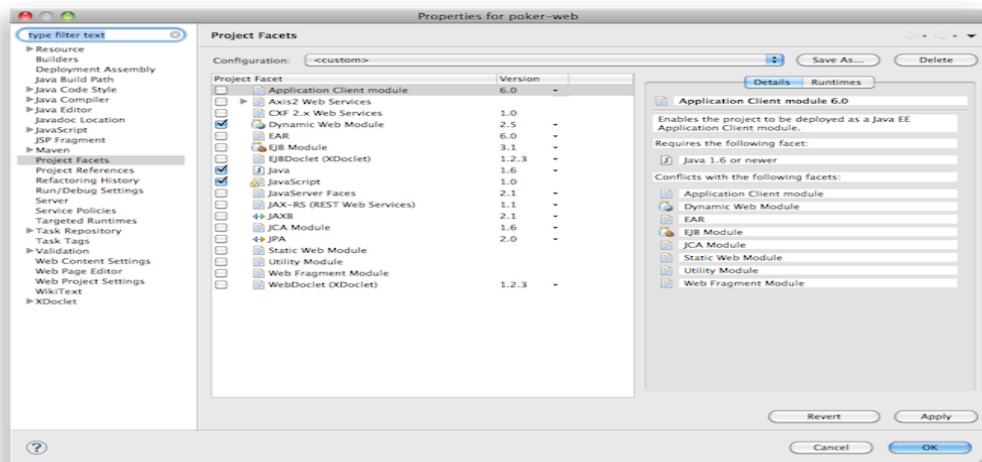 Properties for poker-web
type filter text
Resource
Builders
Deployment Assembly
Java Build Path
Java Code Style
Java Compiler
Java Editor
Javadoc Location
JavaScript
JSP Fragment
Maven
Project Facets
Project References
Refactoring History
Run/Debug Settings
Server
Service Policies
Targeted Runtimes
Task Repository
Task Tags
Validation
Web Content Settings
Web Page Editor
Web Project Settings
WikiText
XDoclet
Project Facets
Configuration: <custom> Save As... Delete
Project Facet Version
Application Client module 6.0
Axis2 Web Services
CXF 2.x Web Services 1.0
Dynamic Web Module 2.5
EAR 6.0
EJB Module 3.1
EJBDoclet (XDoclet) 1.2.3
Java 1.6
JavaScript 1.0
JavaServer Faces 2.1
JAX-RS (REST Web Services) 1.1
JAXB 2.1
JCA Module 1.6
JPA 2.0
Static Web Module
Utility Module
Web Fragment Module
WebDoclet (XDoclet) 1.2.3
Details Runtimes
Application Client module 6.0
Enables the project to be deployed as a Java EE
Application Client module.
Requires the following facet:
Java 1.6 or newer
Conflicts with the following facets:
Application Client module
Dynamic Web Module
EAR
EJB Module
JCA Module
Static Web Module
Utility Module
Web Fragment Module
Revert Apply
? Cancel OK